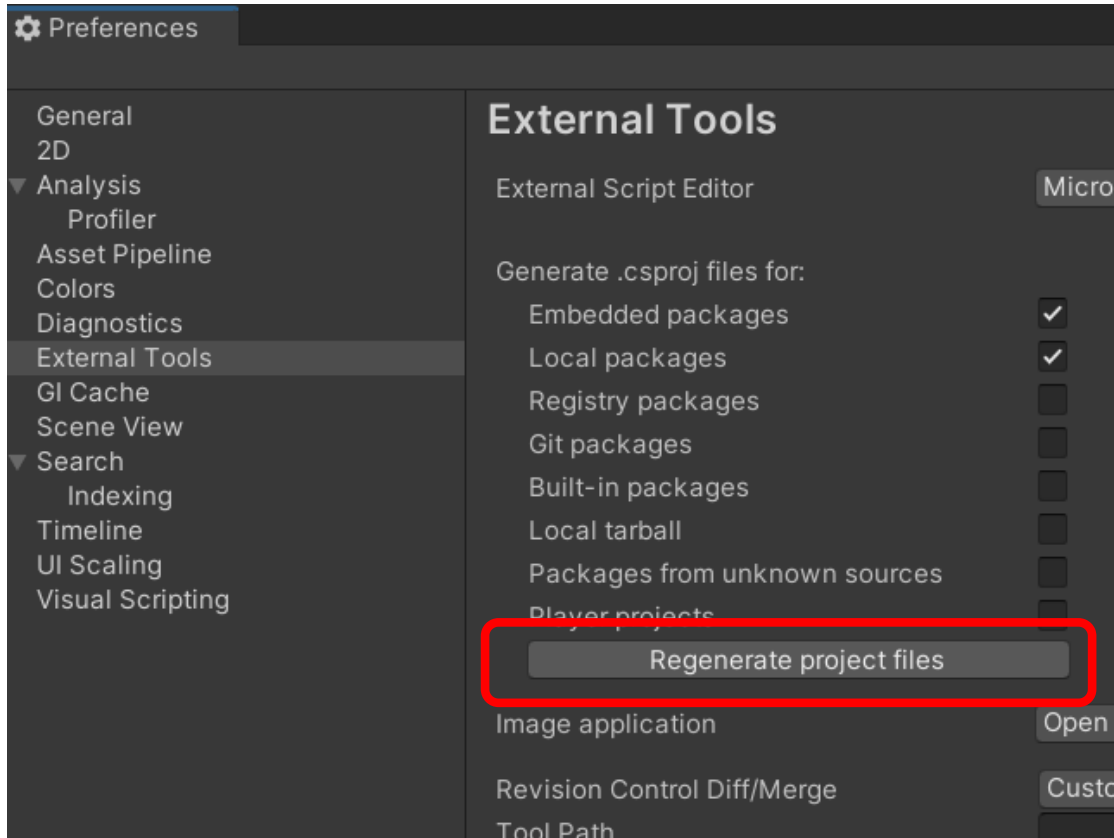 Preferences
General
2D
Analysis
Profiler
Asset Pipeline
Colors
Diagnostics
External Tools
GI Cache
Scene View
Search
Indexing
Timeline
UI Scaling
Visual Scripting
External Tools
External Script Editor
Micro
Generate .csproj files for:
Embedded packages
Local packages
Registry packages
Git packages
Built-in packages
Local tarball
Packages from unknown sources
Player projects
Regenerate project files
Image application
Open
Revision Control Diff/Merge
Custo
Tool Path